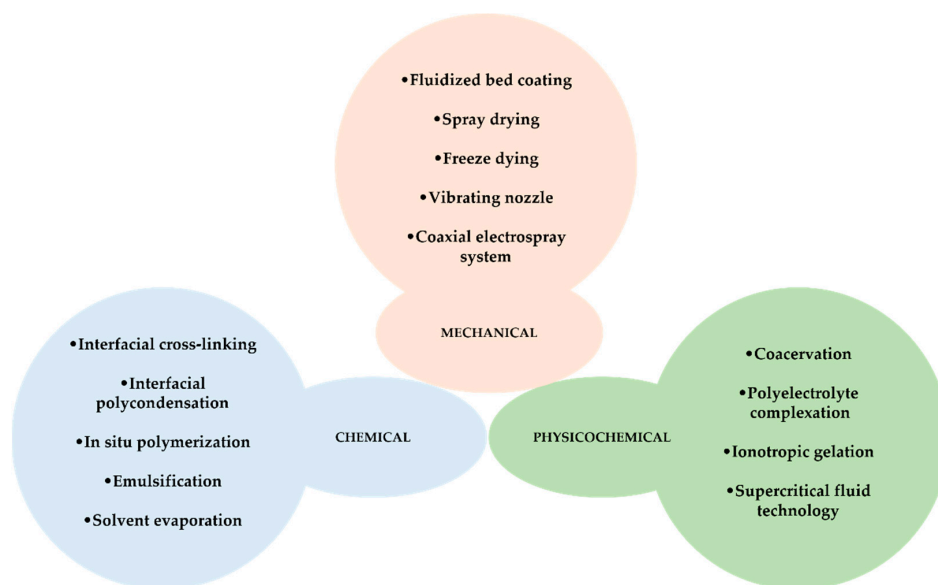 •Fluidized bed coating
•Spray drying
•Freeze dying
•Vibrating nozzle
•Coaxial electrospray
system
MECHANICAL
•Interfacial cross-linking
•Interfacial
polycondensation
•In situ polymerization
•Emulsification
•Solvent evaporation
CHEMICAL
PHYSICOCHEMICAL
•Coacervation
•Polyelectrolyte
complexation
•Ionotropic gelation
•Supercritical fluid
technology